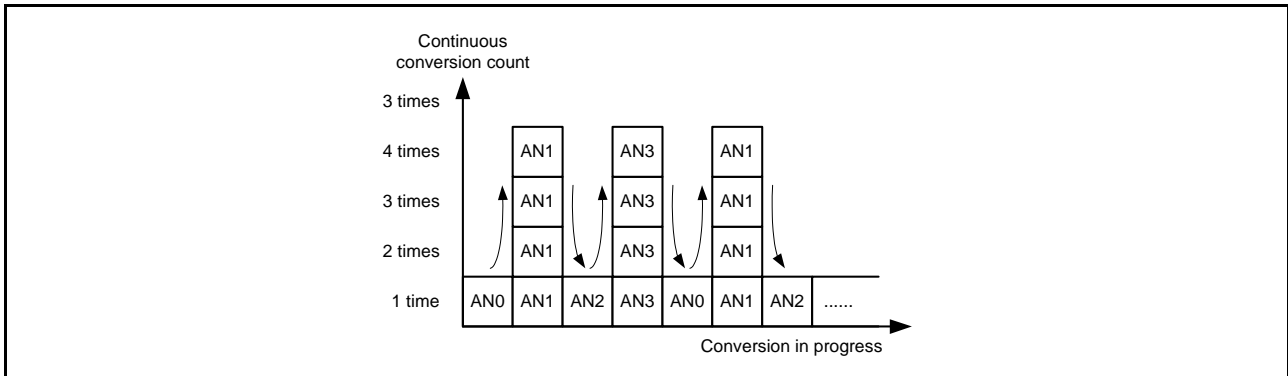 Continuous
conversion count
3 times
4 times AN1 AN3 AN1
3 times AN1 AN3 AN1
2 times AN1 AN3 AN1
1 time AN0 AN1 AN2 AN3 AN0 AN1 AN2 ......
Conversion in progress